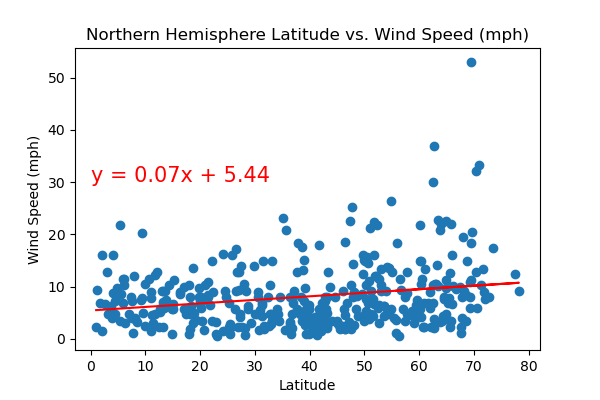 Northern Hemisphere Latitude vs. Wind Speed (mph)
Wind Speed (mph)
50
40
30
20
10
0
y = 0.07x + 5.44
0 10 20 30 40 50 60 70 80
Latitude